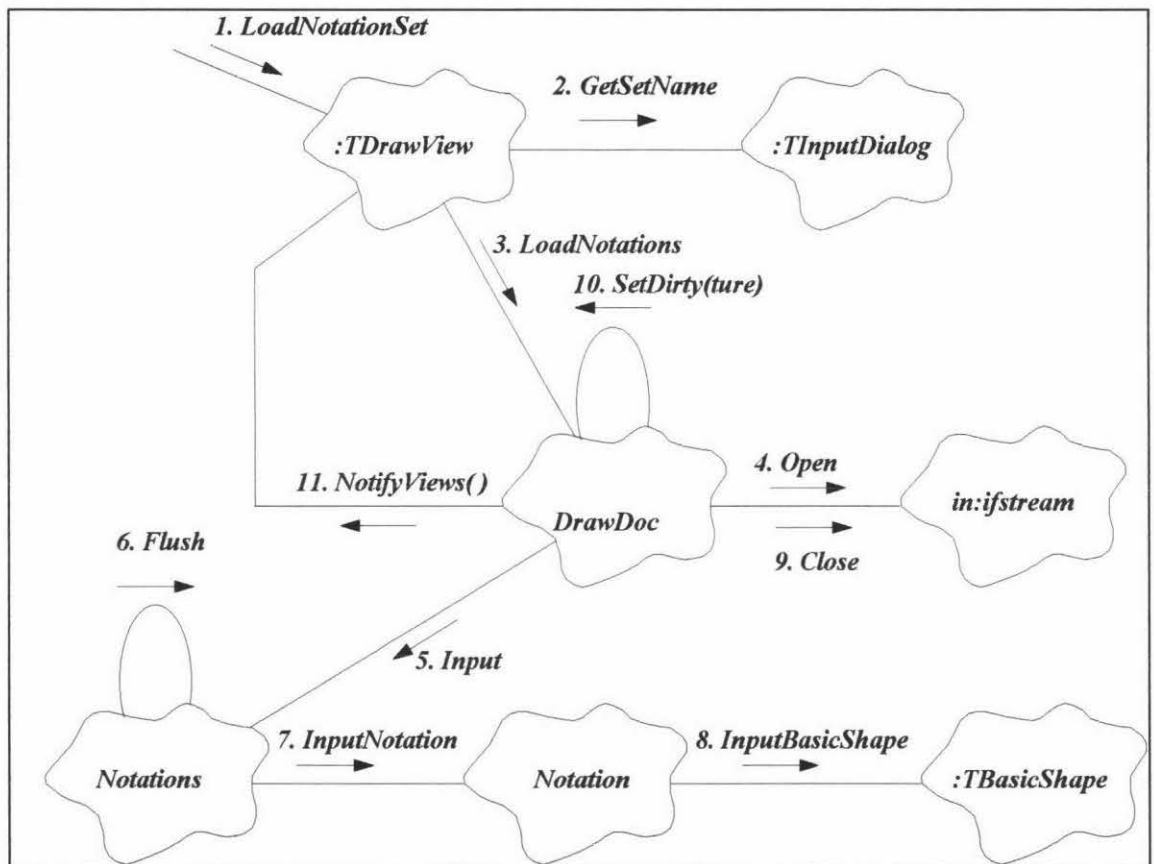 1. LoadNotationSet
2. GetSetName
:TDrawView
:TInputDialog
3. LoadNotations
10. SetDirty(ture)
4. Open
11. NotifyViews()
in:ifstream
DrawDoc
6. Flush
9. Close
5. Input
7. InputNotation
8. InputBasicShape
Notations
Notation
:TBasicShape